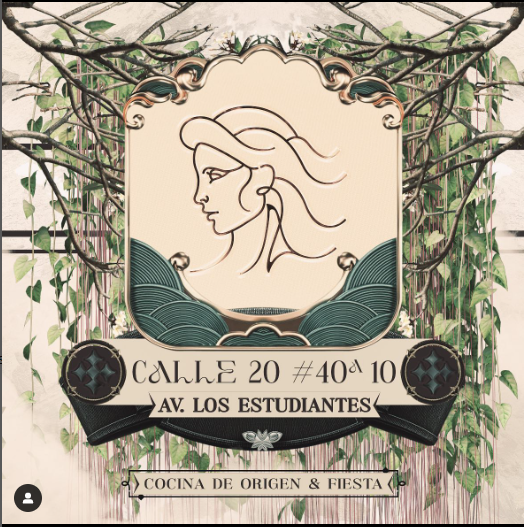 CALLE 20 #40ᴬ 10
AV. LOS ESTUDIANTES
COCINA DE ORIGEN & FIESTA